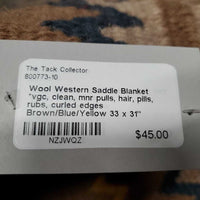 The Tack Collector
800773-10
Wool Western Saddle Blanket
*vgc, clean, mnr pulls, hair, pills,
rubs, curled edges
Brown/Blue/Yellow 33 x 31"
$45.00
NZJWQZ